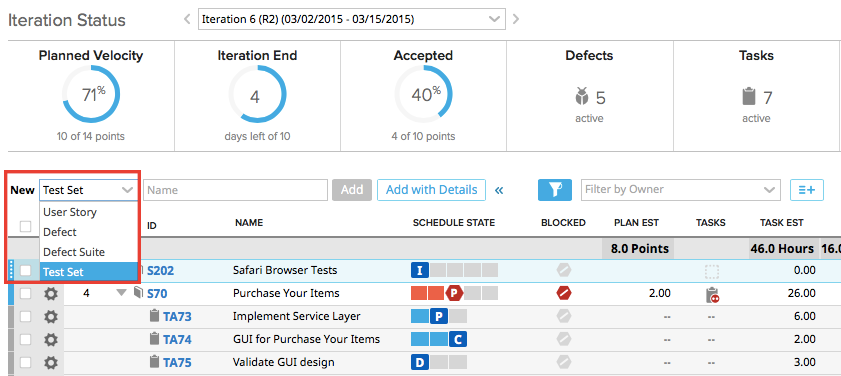 Iteration Status
Iteration 6 (R2) (03/02/2015 - 03/15/2015)
Planned Velocity Iteration End Accepted Defects Tasks
71% 4 40% 5 7
10 of 14 points days left of 10 4 of 10 points active active
New Test Set Name Add Add with Details « Filter by Owner
User Story
Defect
Defect Suite
Test Set
ID NAME SCHEDULE STATE BLOCKED PLAN EST TASKS TASK EST
8.0 Points 46.0 Hours 16.0
S202 Safari Browser Tests I 0.00
4 S70 Purchase Your Items P 2.00 26.00
TA73 Implement Service Layer P -- -- 6.00
TA74 GUI for Purchase Your Items C -- -- 2.00
TA75 Validate GUI design D -- -- 3.00